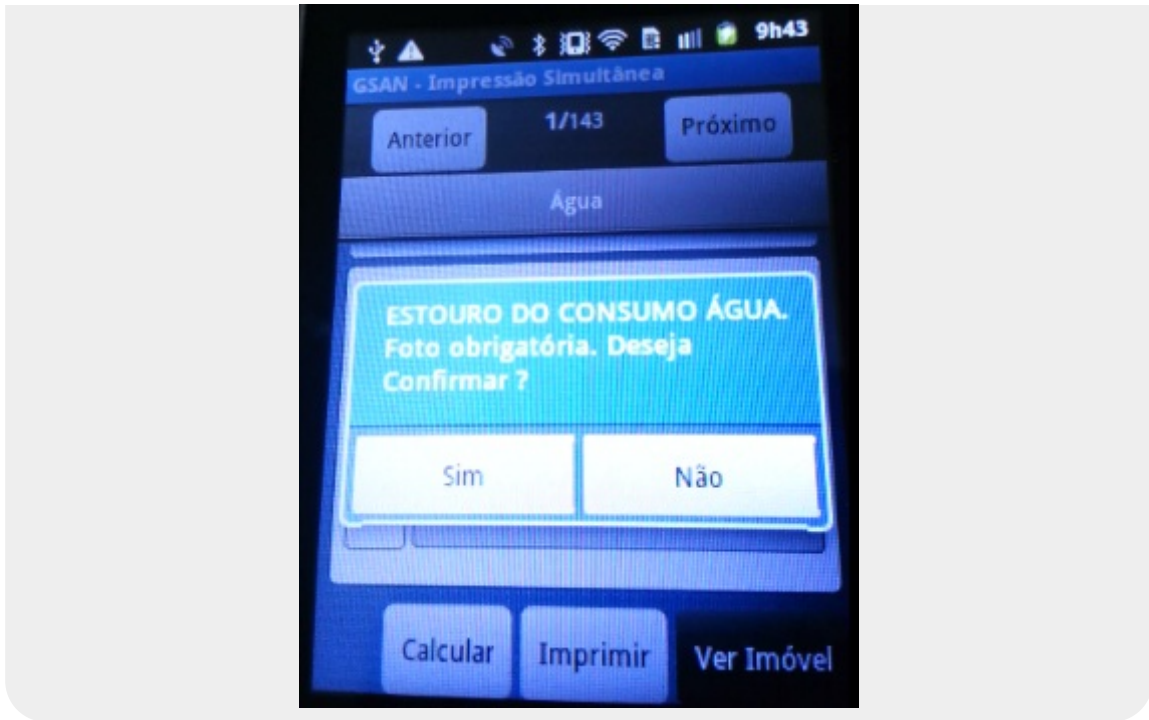 9h43
GSAN - Impressão Simultânea
Anterior
1/143
Próximo
Água
ESTOURO DO CONSUMO ÁGUA.
Foto obrigatória. Deseja
Confirmar ?
Sim
Não
Calcular
Imprimir
Ver Imóvel